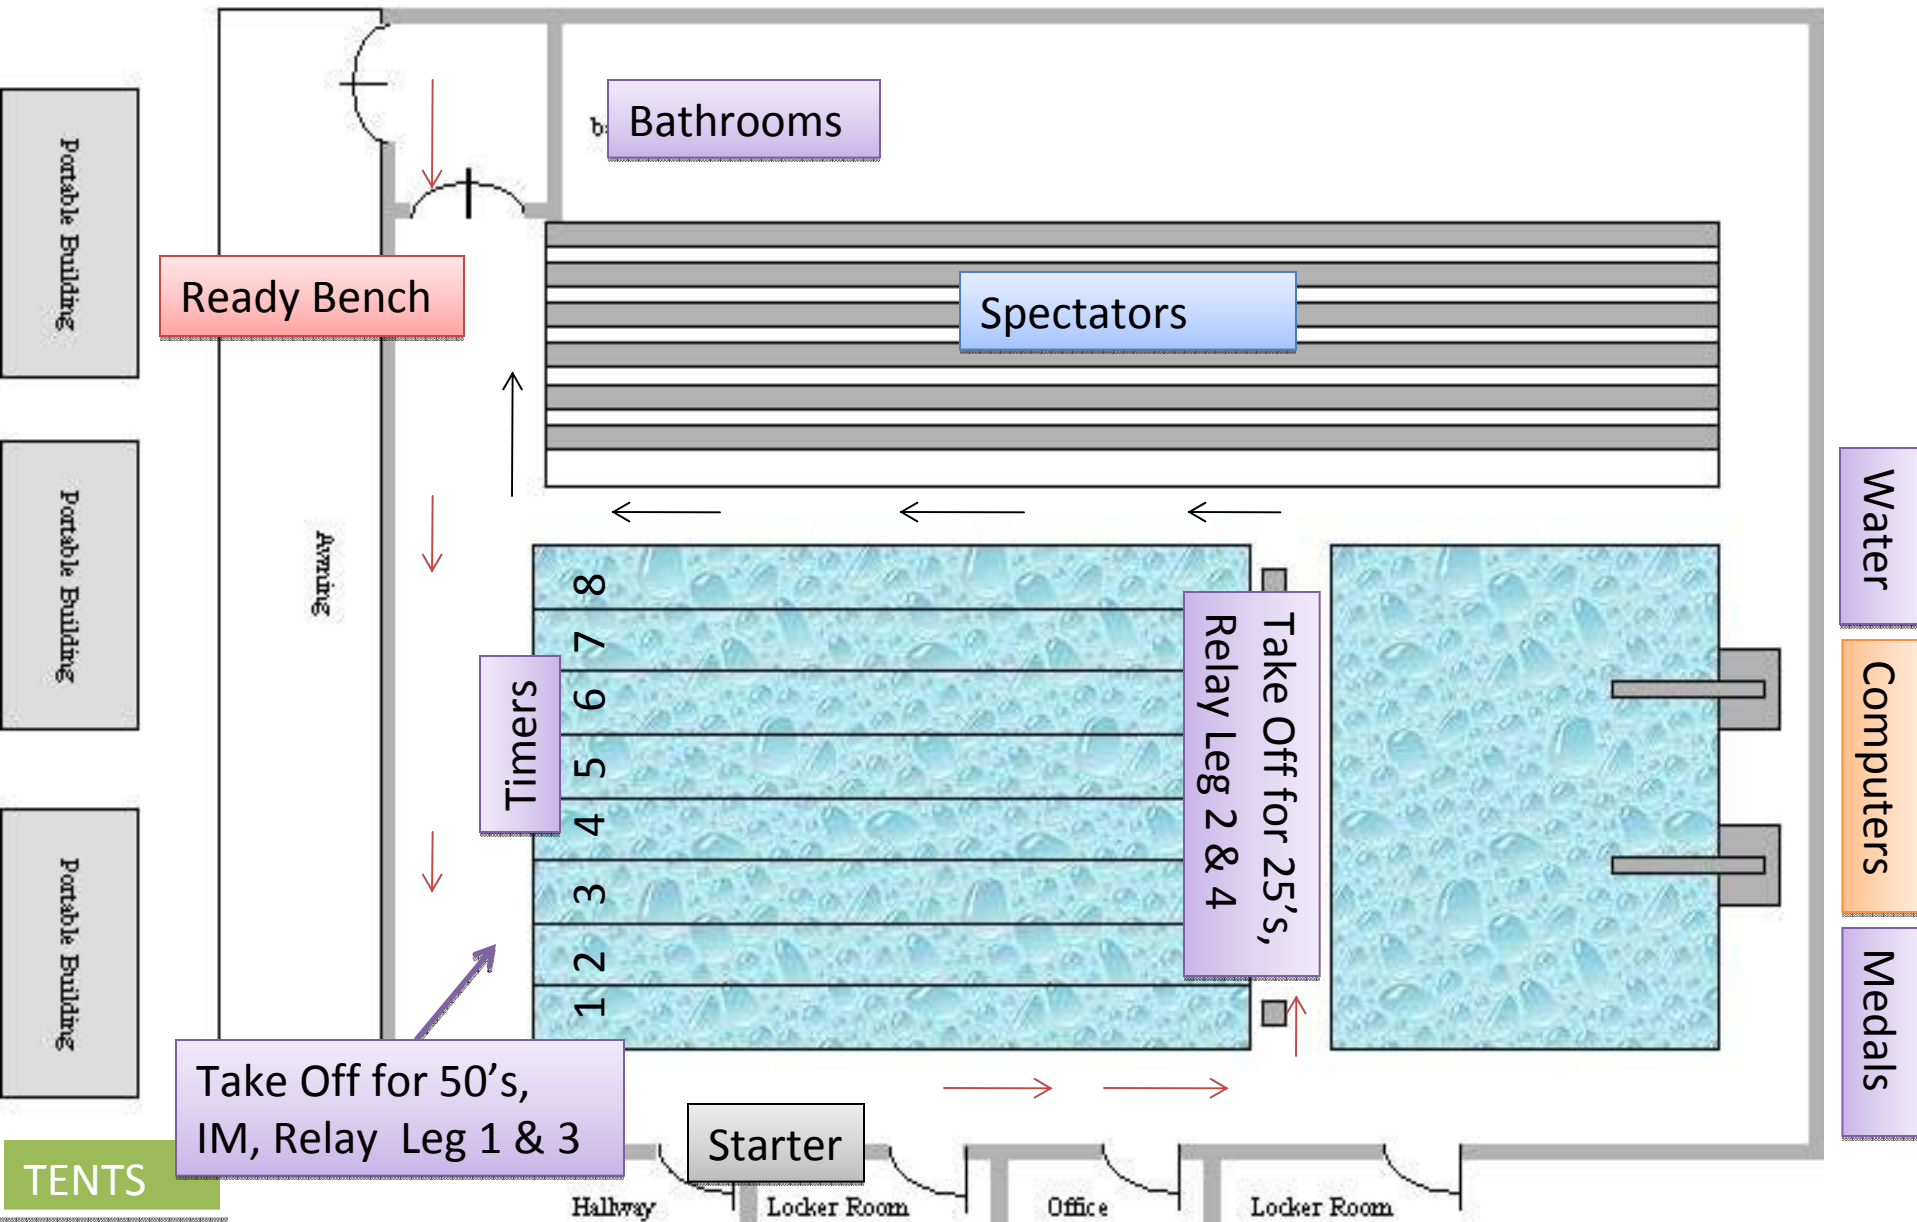 Bathrooms
Portable Building
Ready Bench
Spectators
Portable Building
Awning
Water
8
7
6
5
4
3
2
1
Timers
Take Off for 25's,
Relay Leg 2 & 4
Computers
Portable Building
Medals
Take Off for 50’s,
IM, Relay Leg 1 & 3
Starter
TENTS
Hallway
Locker Room
Office
Locker Room